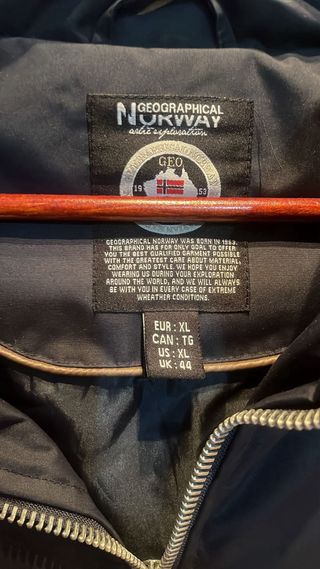 GEOGRAPHICAL
NORWAY
artic exploration
GEO
19 53
GEOGRAPHICAL NORWAY WAS BORN IN 1953.
THIS BRAND HAS FOR ONLY GOAL TO OFFER
YOU THE BEST QUALIFIED GARMENT POSSIBLE
WITH THE GREATEST CARE ABOUT MATERIAL,
COMFORT AND STYLE. WE HOPE YOU ENJOY
WEARING US DURING YOUR EXPLORATION
AROUND THE WORLD, AND WE WILL ALWAYS
BE WITH YOU IN EVERY CASE OF EXTREME
WHEATHER CONDITIONS.
EUR : XL
CAN : TG
US : XL
UK : 44